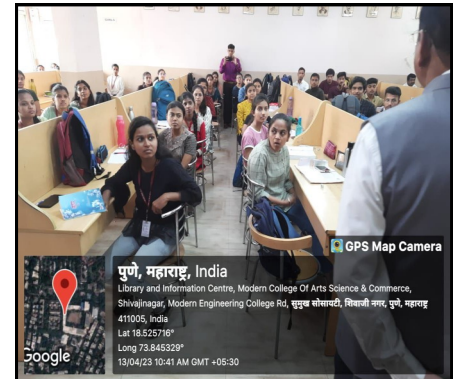 GPS Map Camera
पुणे, महाराष्ट्र, India
Library and Information Centre, Modern College Of Arts Science & Commerce,
Shivajinagar, Modern Engineering College Rd, सुमुख सोसायटी, शिवाजी नगर, पुणे, महाराष्ट्र
411005, India
Lat 18.525716°
Long 73.845329°
13/04/23 10:41 AM GMT +05:30
Google